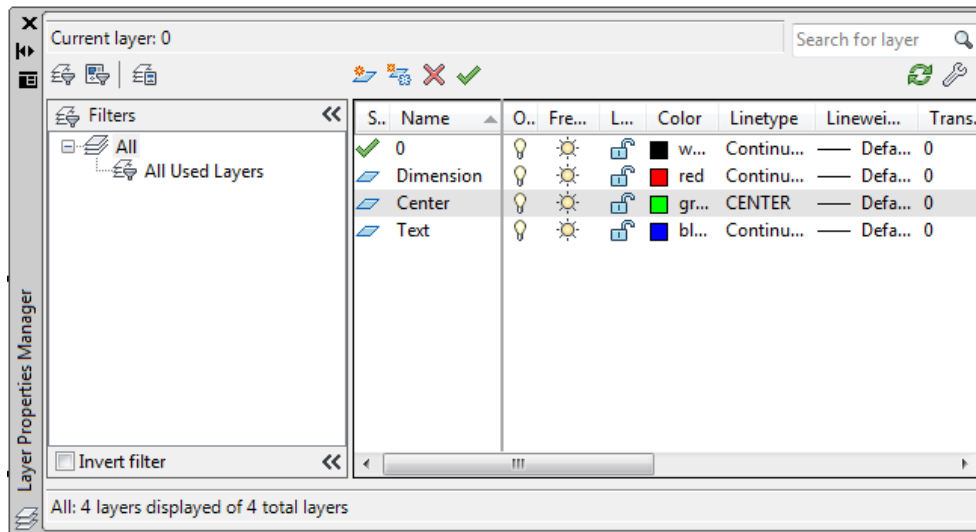 Current layer: 0
Search for layer
Filters
All
All Used Layers
Invert filter
S.. Name O.. Fre... L... Color Linetype Linewei... Trans.
0 w... Continu... Defa... 0
Dimension red Continu... Defa... 0
Center gr... CENTER Defa... 0
Text bl... Continu... Defa... 0
All: 4 layers displayed of 4 total layers
Layer Properties Manager